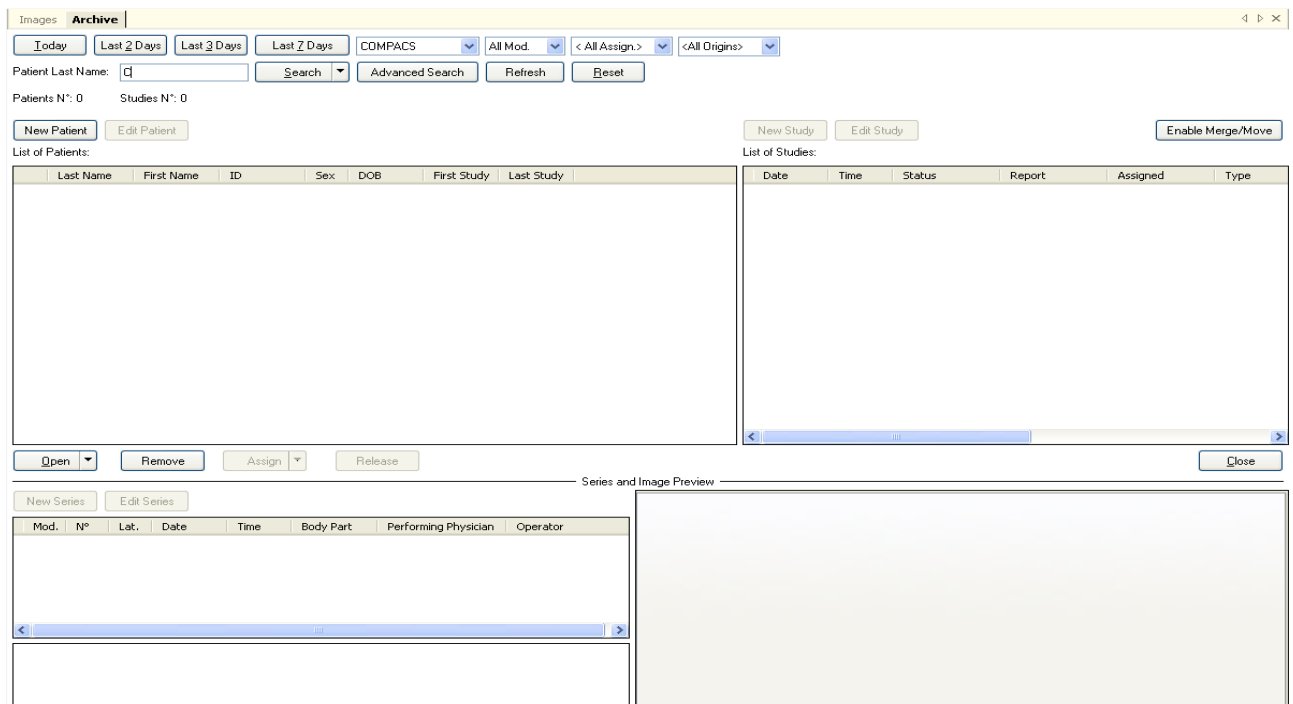 Images Archive
Today Last 2 Days Last 3 Days Last 7 Days COMPACS All Mod. < All Assign.> <All Origins>
Patient Last Name: C Search Advanced Search Refresh Reset
Patients N°: 0 Studies N°: 0
New Patient Edit Patient New Study Edit Study Enable Merge/Move
List of Patients: List of Studies:
Last Name First Name ID Sex DOB First Study Last Study Date Time Status Report Assigned Type
Open Remove Assign Release Close
Series and Image Preview
New Series Edit Series
Mod. N° Lat. Date Time Body Part Performing Physician Operator